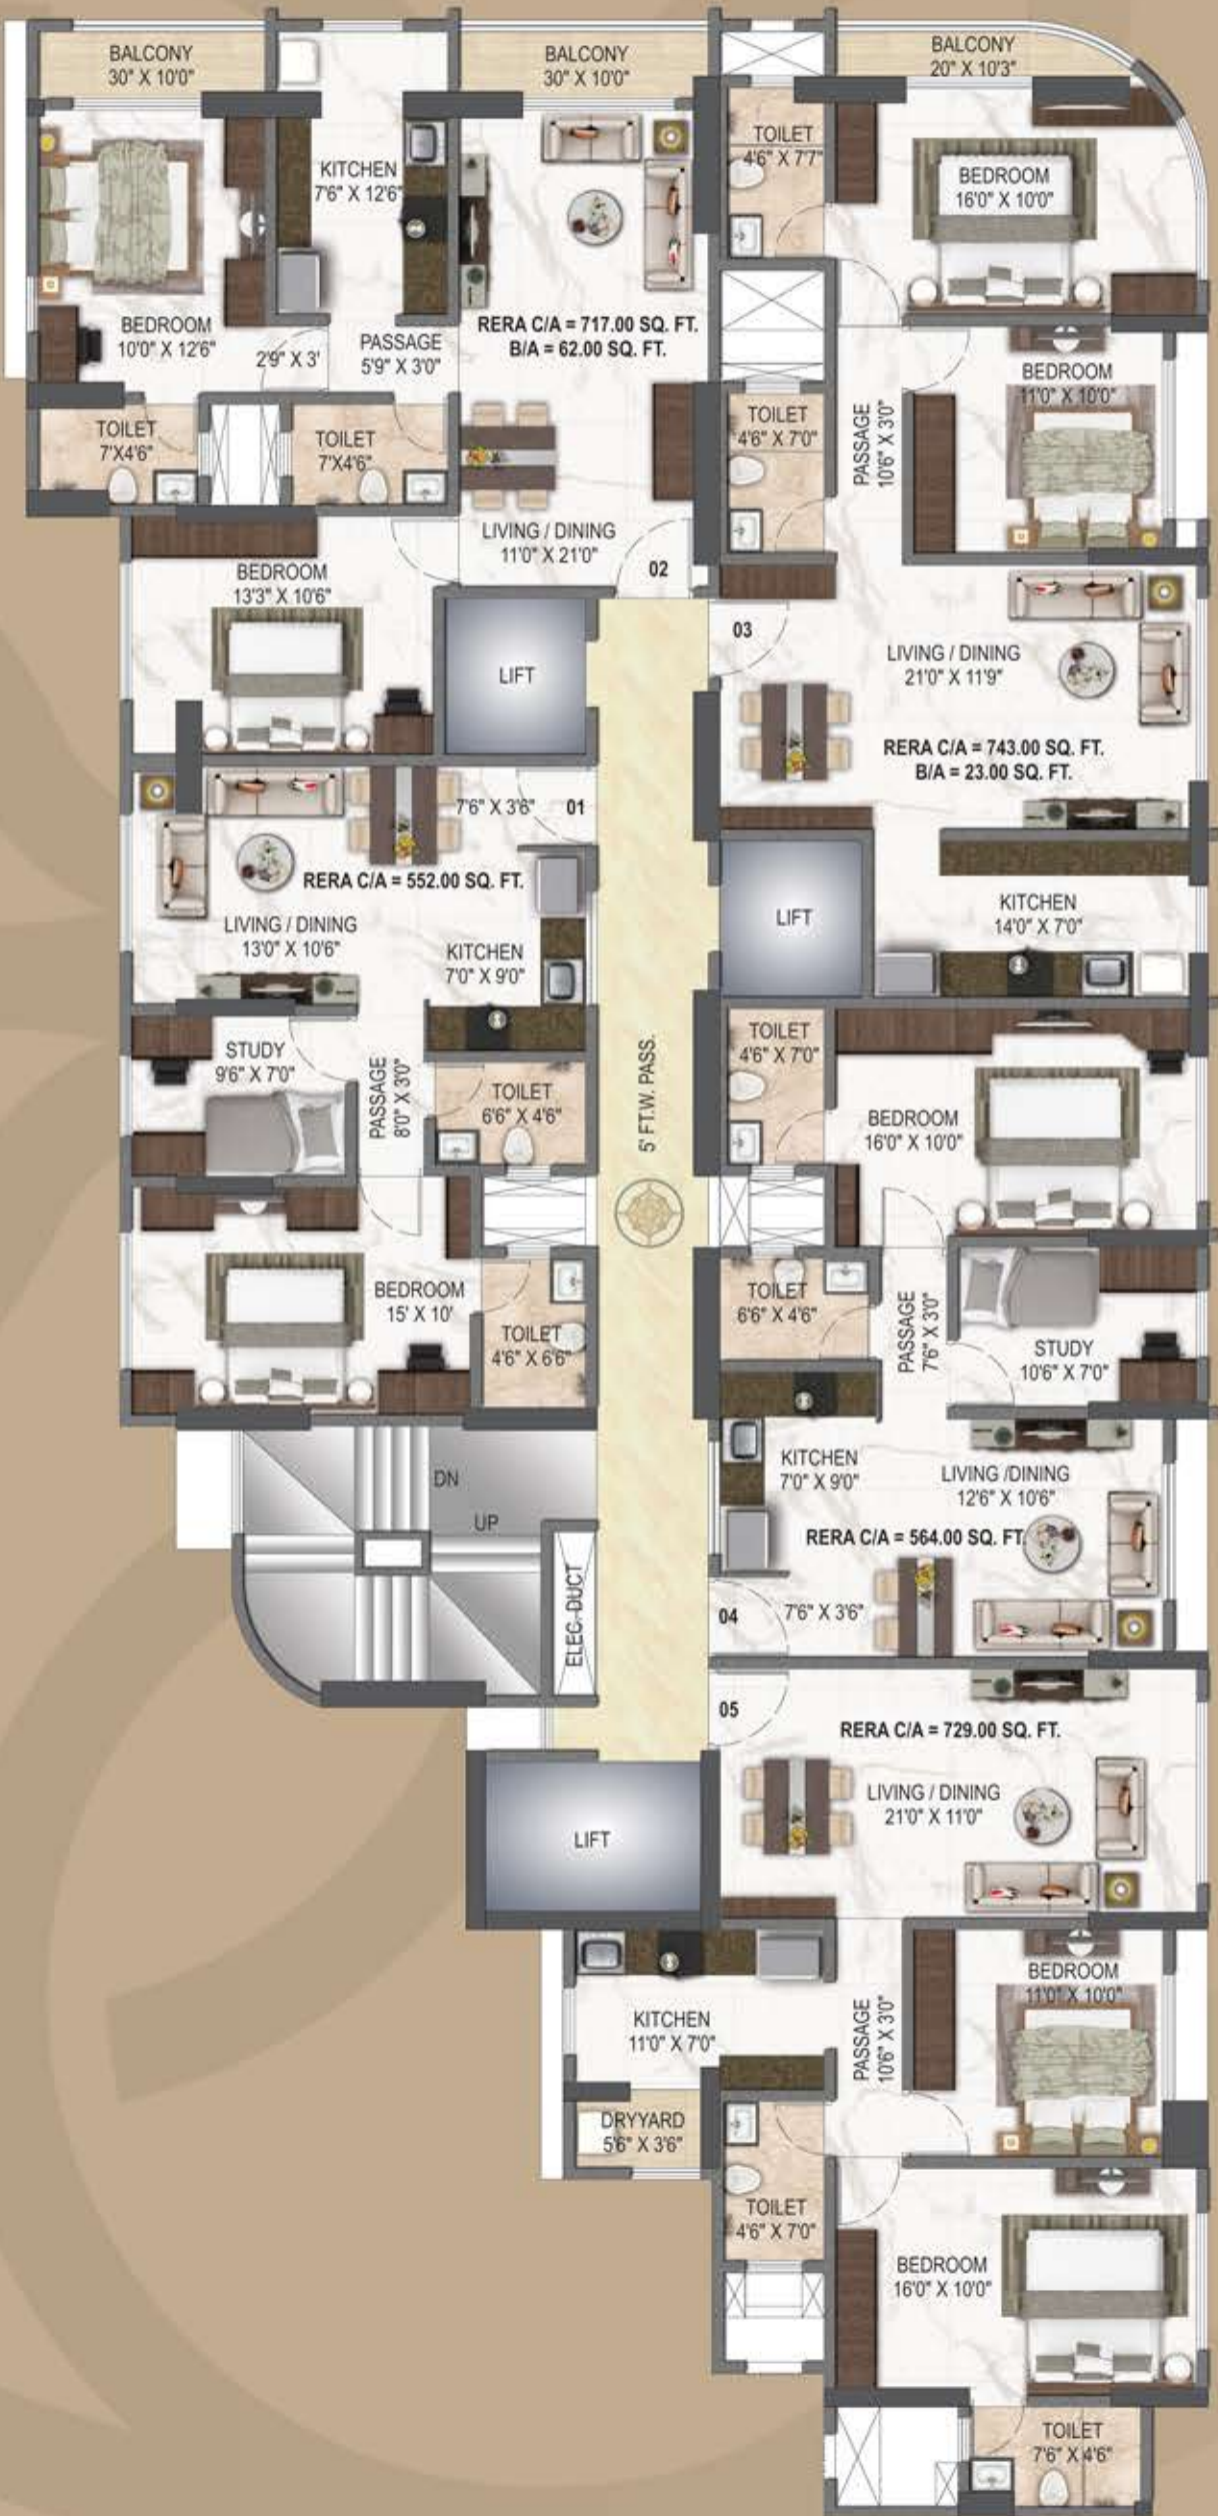 BALCONY
30" X 10'0"
BALCONY
30" X 10'0"
BALCONY
20" X 10'3"
KITCHEN
7'6" X 12'6"
TOILET
4'6" X 7'7"
BEDROOM
16'0" X 10'0"
BEDROOM
10'0" X 12'6"
2'9" X 3'
PASSAGE
5'9" X 3'0"
RERA C/A = 717.00 SQ. FT.
B/A = 62.00 SQ. FT.
BEDROOM
11'0" X 10'0"
TOILET
7'X4'6"
TOILET
7'X4'6"
TOILET
4'6" X 7'0"
PASSAGE
10'6" X 3'0"
LIVING / DINING
11'0" X 21'0"
02
BEDROOM
13'3" X 10'6"
LIFT
03
LIVING / DINING
21'0" X 11'9"
RERA C/A = 743.00 SQ. FT.
B/A = 23.00 SQ. FT.
7'6" X 3'6"
01
RERA C/A = 552.00 SQ. FT.
LIVING / DINING
13'0" X 10'6"
KITCHEN
7'0" X 9'0"
LIFT
KITCHEN
14'0" X 7'0"
STUDY
9'6" X 7'0"
PASSAGE
8'0" X 3'0"
TOILET
6'6" X 4'6"
5' FT.W. PASS.
TOILET
4'6" X 7'0"
BEDROOM
16'0" X 10'0"
BEDROOM
15' X 10'
TOILET
4'6" X 6'6"
TOILET
6'6" X 4'6"
PASSAGE
7'6" X 3'0"
STUDY
10'6" X 7'0"
DN
UP
ELEC. DUCT
KITCHEN
7'0" X 9'0"
LIVING /DINING
12'6" X 10'6"
RERA C/A = 564.00 SQ. FT.
04
7'6" X 3'6"
05
RERA C/A = 729.00 SQ. FT.
LIVING / DINING
21'0" X 11'0"
LIFT
KITCHEN
11'0" X 7'0"
PASSAGE
10'6" X 3'0"
BEDROOM
11'0" X 10'0"
DRYYARD
5'6" X 3'6"
TOILET
4'6" X 7'0"
BEDROOM
16'0" X 10'0"
TOILET
7'6" X 4'6"